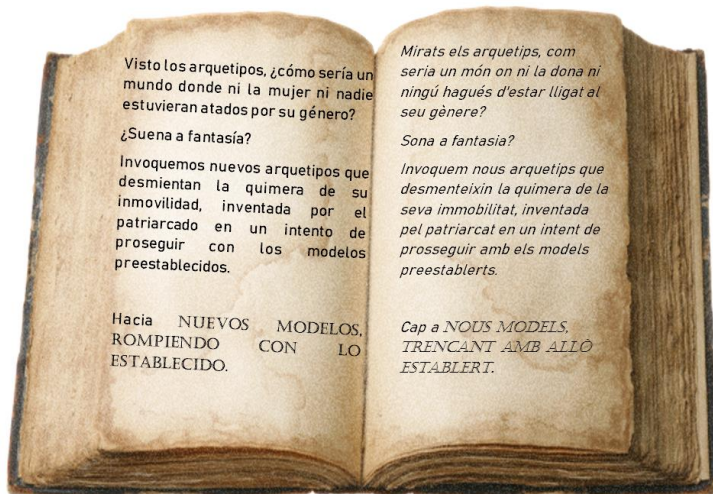 Visto los arquetipos, ¿cómo sería un
mundo donde ni la mujer ni nadie
estuvieran atados por su género?
¿Suena a fantasía?
Invoquemos nuevos arquetipos que
desmientan la quimera de su
inmovilidad, inventada por el
patriarcado en un intento de
proseguir con los modelos
preestablecidos.
Hacia NUEVOS MODELOS,
ROMPIENDO CON LO
ESTABLECIDO.
Mirats els arquetips, com
seria un món on ni la dona ni
ningú hagués d'estar lligat al
seu gènere?
Sona a fantasia?
Invoquem nous arquetips que
desmenteixin la quimera de la
seva immobilitat, inventada
pel patriarcat en un intent de
prosseguir amb els models
preestablerts.
Cap a NOUS MODELS,
TRENCANT AMB ALLÒ
ESTABLERT.